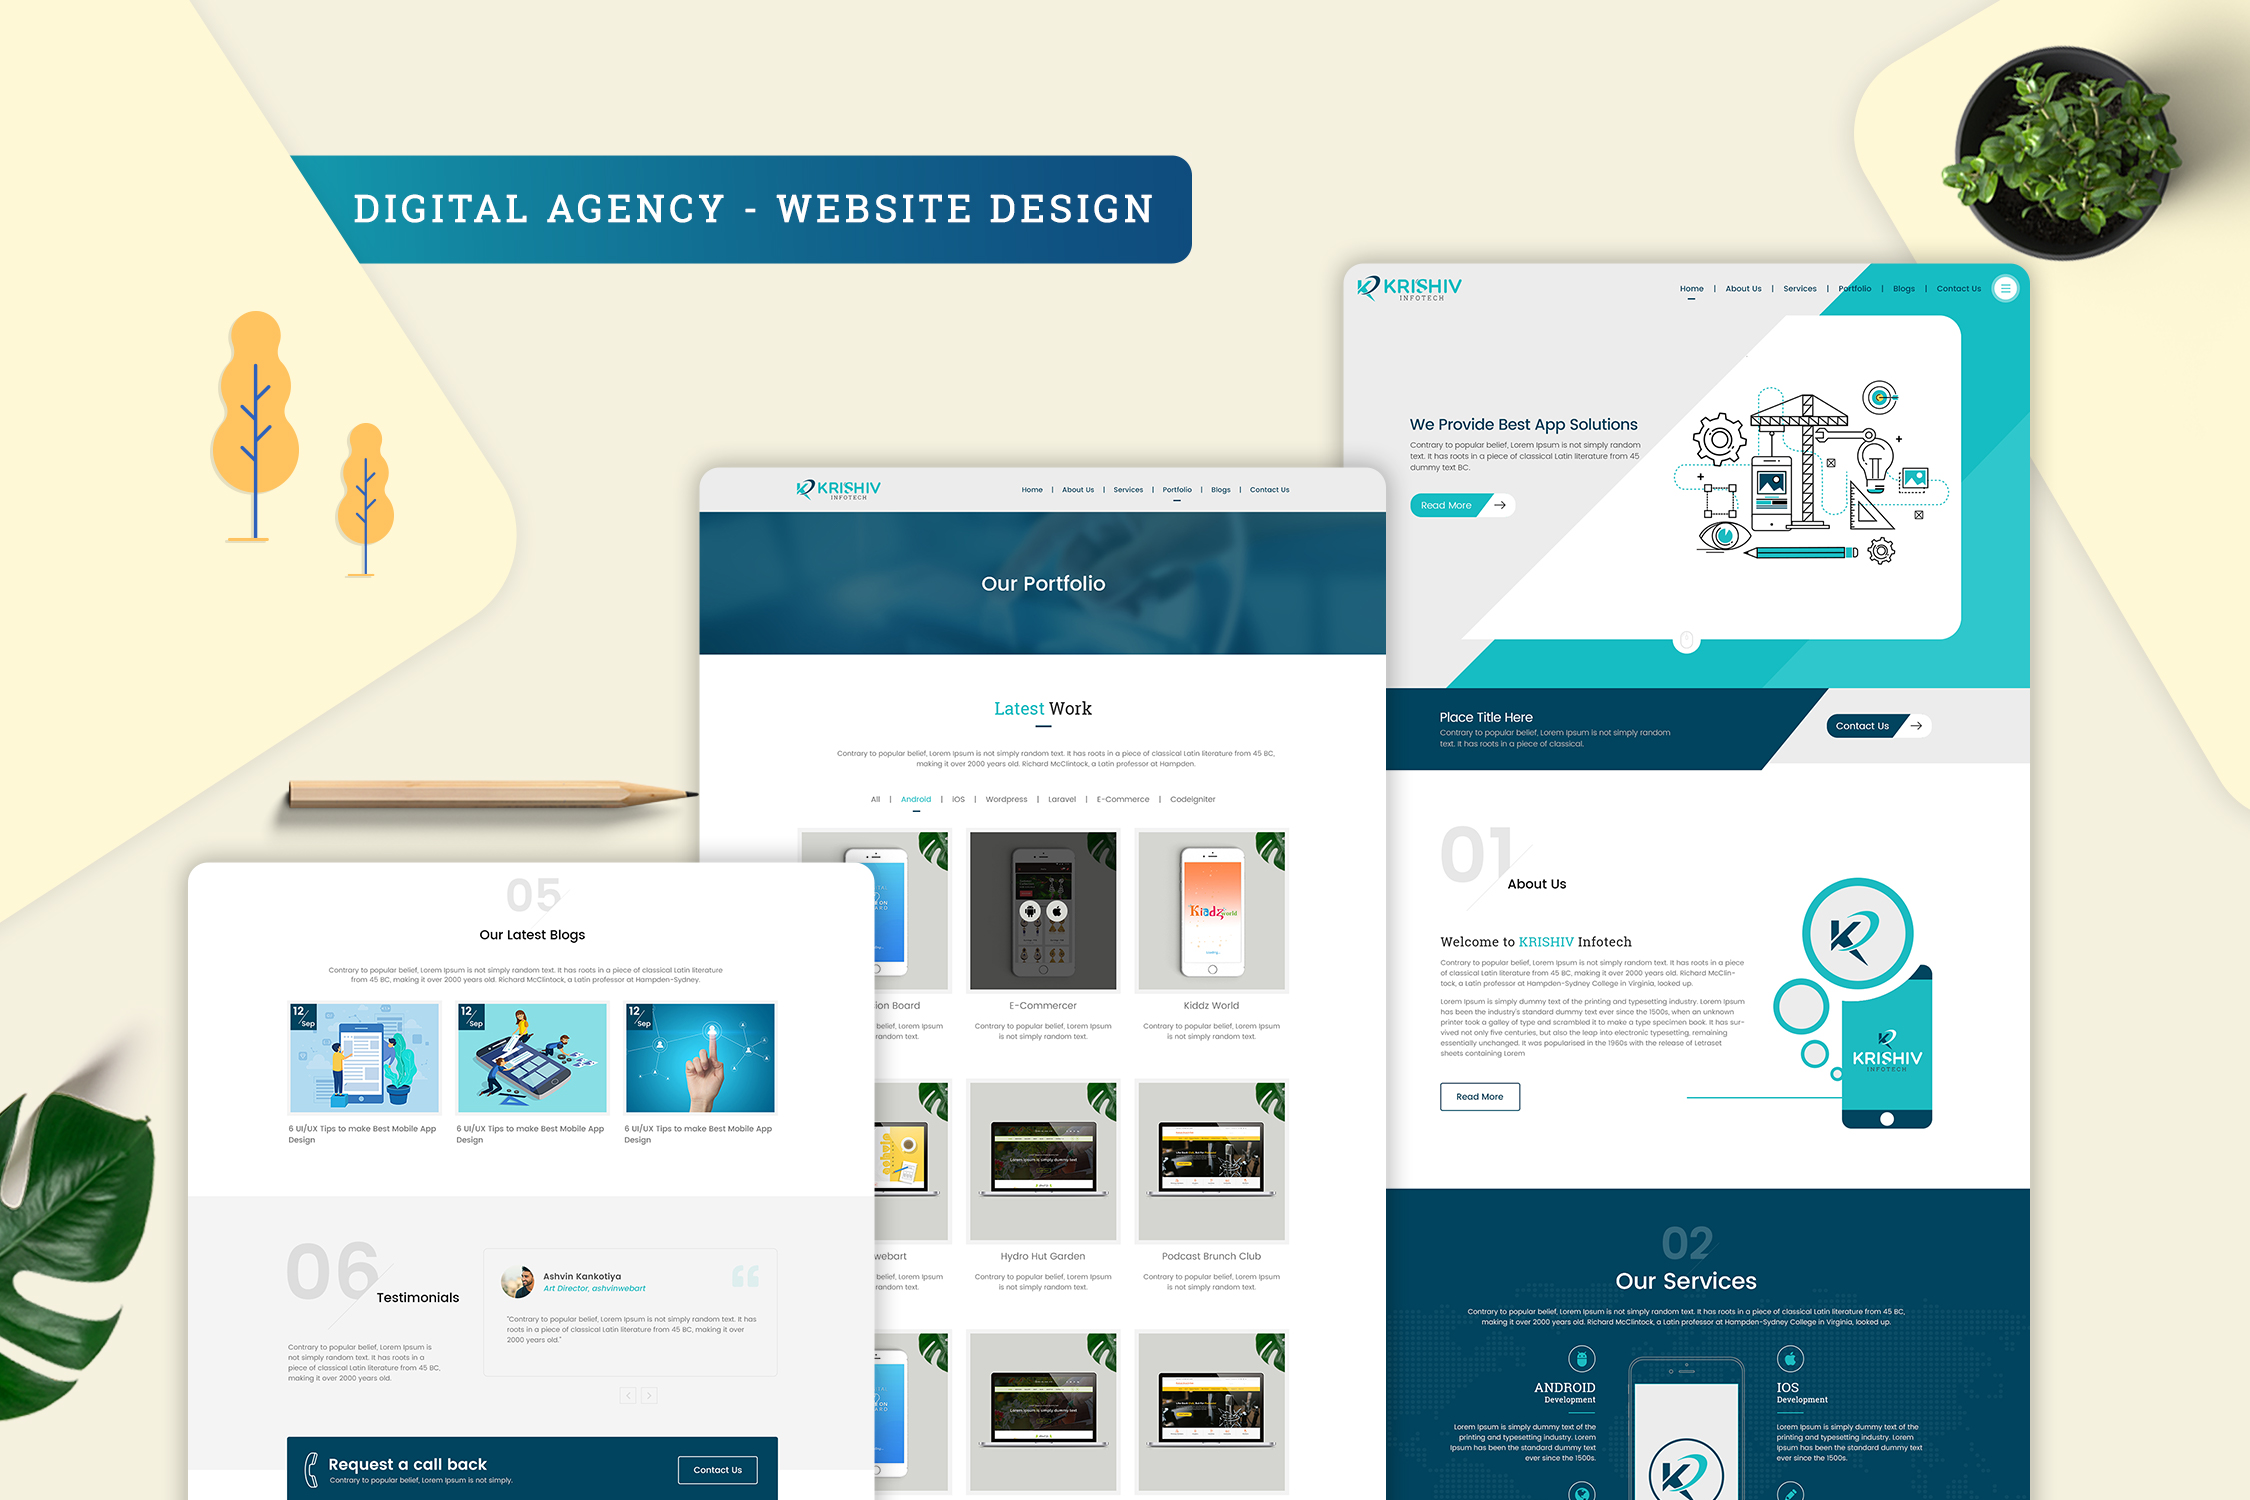 DIGITAL AGENCY - WEBSITE DESIGN
KRISHIV
INFOTECH
Home | About Us | Services | Portfolio | Blogs | Contact Us
We Provide Best App Solutions
Contrary to popular belief, Lorem Ipsum is not simply random
text. It has roots in a piece of classical Latin literature from 45
dummy text BC.
Read More
Place Title Here
Contrary to popular belief, Lorem Ipsum is not simply random
text. It has roots in a piece of classical.
Contact Us
01
About Us
Welcome to KRISHIV Infotech
Contrary to popular belief, Lorem Ipsum is not simply random text. It has roots in a piece
of classical Latin literature from 45 BC, making it over 2000 years old. Richard McClin-
tock, a Latin professor at Hampden-Sydney College in Virginia, looked up.
Lorem Ipsum is simply dummy text of the printing and typesetting industry. Lorem Ipsum
has been the industry's standard dummy text ever since the 1500s, when an unknown
printer took a galley of type and scrambled it to make a type specimen book. It has sur-
vived not only five centuries, but also the leap into electronic typesetting, remaining
essentially unchanged. It was popularised in the 1960s with the release of Letraset
sheets containing Lorem
Read More
KRISHIV
INFOTECH
02
Our Services
Contrary to popular belief, Lorem Ipsum is not simply random text. It has roots in a piece of classical Latin literature from 45 BC,
making it over 2000 years old. Richard McClintock, a Latin professor at Hampden-Sydney College in Virginia, looked up.
ANDROID
Development
Lorem Ipsum is simply dummy text of the
printing and typesetting industry. Lorem
Ipsum has been the standard dummy text
ever since the 1500s.
IOS
Development
Lorem Ipsum is simply dummy text of the
printing and typesetting industry. Lorem
Ipsum has been the standard dummy text
ever since the 1500s.
KRISHIV
INFOTECH
Home | About Us | Services | Portfolio | Blogs | Contact Us
Our Portfolio
Latest Work
Contrary to popular belief, Lorem Ipsum is not simply random text. It has roots in a piece of classical Latin literature from 45 BC,
making it over 2000 years old. Richard McClintock, a Latin professor at Hampden.
All | Android | iOS | Wordpress | Laravel | E-Commerce | Codeigniter
Kiddz world
ion Board
belief, Lorem Ipsum
random text.
E-Commercer
Contrary to popular belief, Lorem Ipsum
is not simply random text.
Kiddz World
Contrary to popular belief, Lorem Ipsum
is not simply random text.
webart
belief, Lorem Ipsum
random text.
Hydro Hut Garden
Contrary to popular belief, Lorem Ipsum
is not simply random text.
Podcast Brunch Club
Contrary to popular belief, Lorem Ipsum
is not simply random text.
05
Our Latest Blogs
Contrary to popular belief, Lorem Ipsum is not simply random text. It has roots in a piece of classical Latin literature
from 45 BC, making it over 2000 years old. Richard McClintock, a Latin professor at Hampden-Sydney.
12/Sep
6 UI/UX Tips to make Best Mobile App
Design
12/Sep
6 UI/UX Tips to make Best Mobile App
Design
12/Sep
6 UI/UX Tips to make Best Mobile App
Design
06
Testimonials
Contrary to popular belief, Lorem Ipsum is
not simply random text. It has roots in a
piece of classical Latin literature from 45 BC,
making it over 2000 years old.
Ashvin Kankotiya
Art Director, ashvinwebart
"Contrary to popular belief, Lorem Ipsum is not simply random text. It has
roots in a piece of classical Latin literature from 45 BC, making it over
2000 years old."
Request a call back
Contrary to popular belief, Lorem Ipsum is not simply.
Contact Us